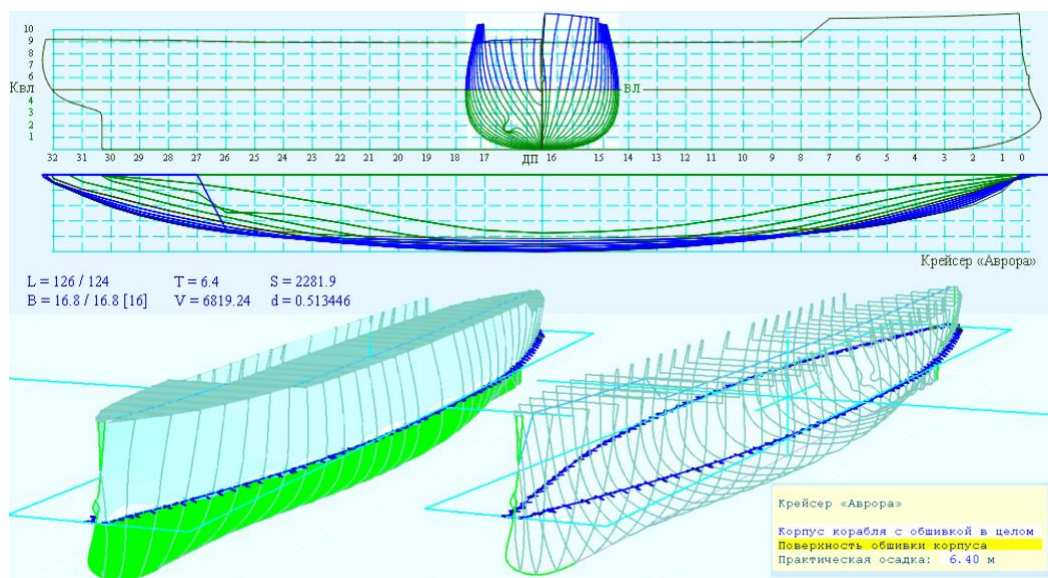 10
9
8
7
6
Квл
ВЛ
4
3
2
1
32 31 30 29 28 27 26 25 24 23 22 21 20 19 18 17 16 15 14 13 12 11 10 9 8 7 6 5 4 3 2 1 0
ДП
Крейсер «Аврора»
L = 126 / 124 T = 6.4 S = 2281.9
B = 16.8 / 16.8 [16] V = 6819.24 d = 0.513446
Крейсер «Аврора»
Корпус корабля с обшивкой в целом
Поверхность обшивки корпуса
Практическая осадка: 6.40 м